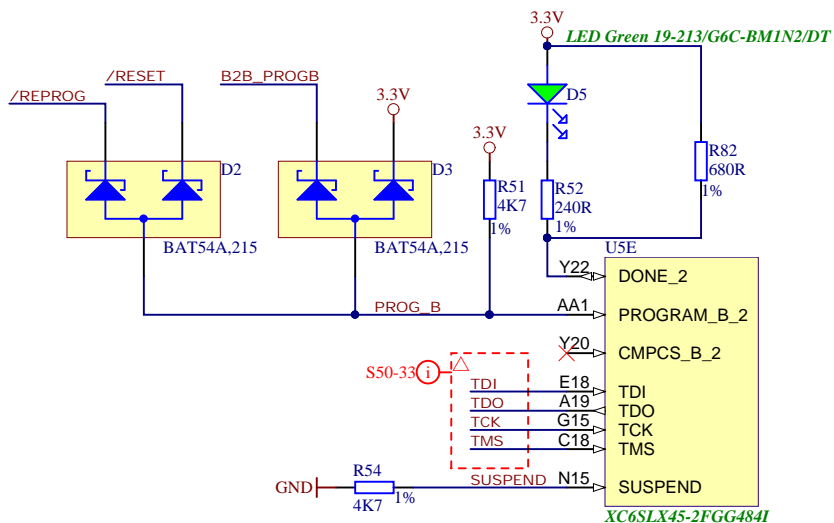 3.3V
LED Green 19-213/G6C-BM1N2/DT
/RESET
B2B_PROGB
/REPROG
3.3V
D5
3.3V
D2
D3
R82
680R
1%
R51
4K7
1%
R52
240R
1%
BAT54A,215
BAT54A,215
U5E
Y22
DONE_2
PROG_B
AA1
PROGRAM_B_2
Y20
CMPCS_B_2
S50-33
i
TDI
E18
TDI
TDO
A19
TDO
TCK
G15
TCK
TMS
C18
TMS
R54
GND
4K7
1%
SUSPEND
N15
SUSPEND
XC6SLX45-2FGG484I